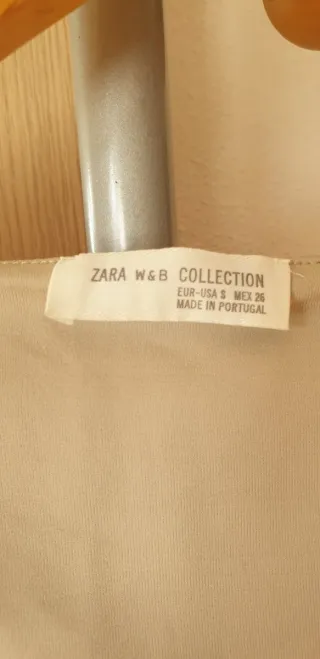 ZARA W&B COLLECTION
EUR-USA S MEX 26
MADE IN PORTUGAL